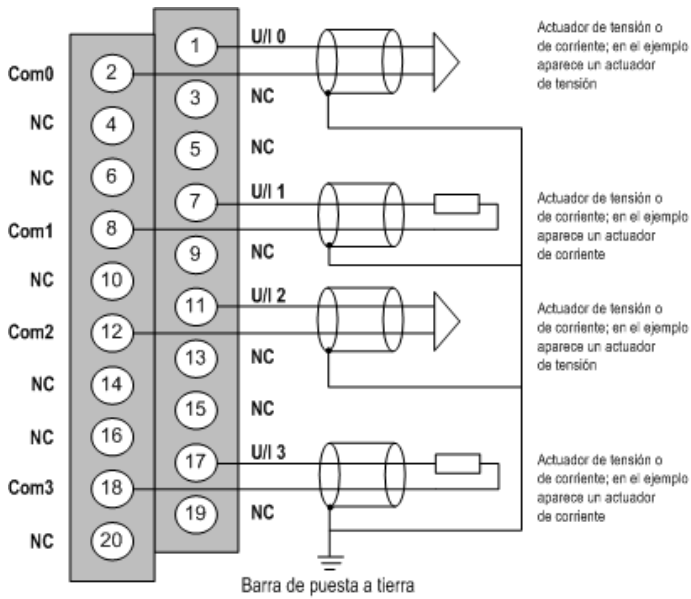 U/I 0
1
Com0
2
3
NC
NC
4
5
NC
NC
6
7
U/I 1
Com1
8
9
NC
NC
10
11
U/I 2
Com2
12
13
NC
NC
14
15
NC
NC
16
17
U/I 3
Com3
18
19
NC
NC
20
Actuador de tensión o
de corriente; en el ejemplo
aparece un actuador
de tensión
Actuador de tensión o
de corriente; en el ejemplo
aparece un actuador
de corriente
Actuador de tensión o
de corriente; en el ejemplo
aparece un actuador
de tensión
Actuador de tensión o
de corriente; en el ejemplo
aparece un actuador
de corriente
Barra de puesta a tierra